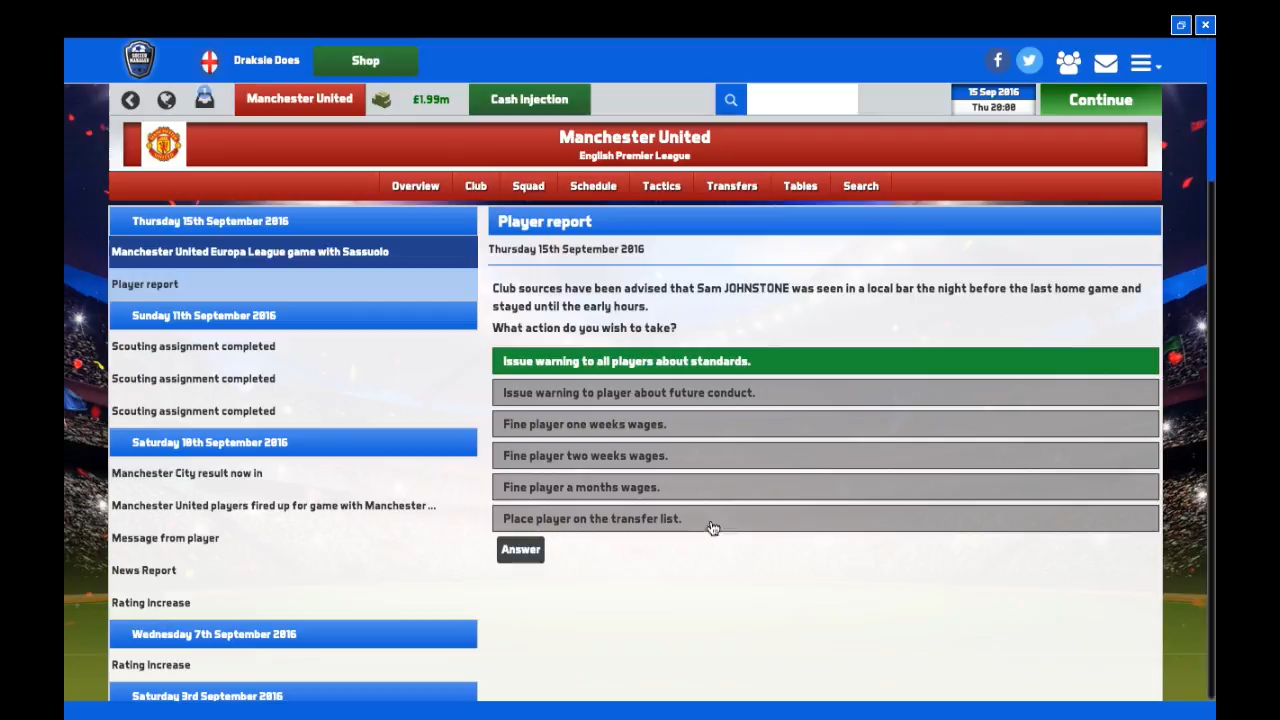 Draksie Does
Shop
Manchester United
£1.99m
Cash Injection
15 Sep 2016
Thu 20:00
Continue
Manchester United
English Premier League
Overview
Club
Squad
Schedule
Tactics
Transfers
Tables
Search
Thursday 15th September 2016
Manchester United Europa League game with Sassuolo
Player report
Sunday 11th September 2016
Scouting assignment completed
Scouting assignment completed
Scouting assignment completed
Saturday 10th September 2016
Manchester City result now in
Manchester United players fired up for game with Manchester ...
Message from player
News Report
Rating Increase
Wednesday 7th September 2016
Rating Increase
Saturday 3rd September 2016
Player report
Thursday 15th September 2016
Club sources have been advised that Sam JOHNSTONE was seen in a local bar the night before the last home game and
stayed until the early hours.
What action do you wish to take?
Issue warning to all players about standards.
Issue warning to player about future conduct.
Fine player one weeks wages.
Fine player two weeks wages.
Fine player a months wages.
Place player on the transfer list.
Answer